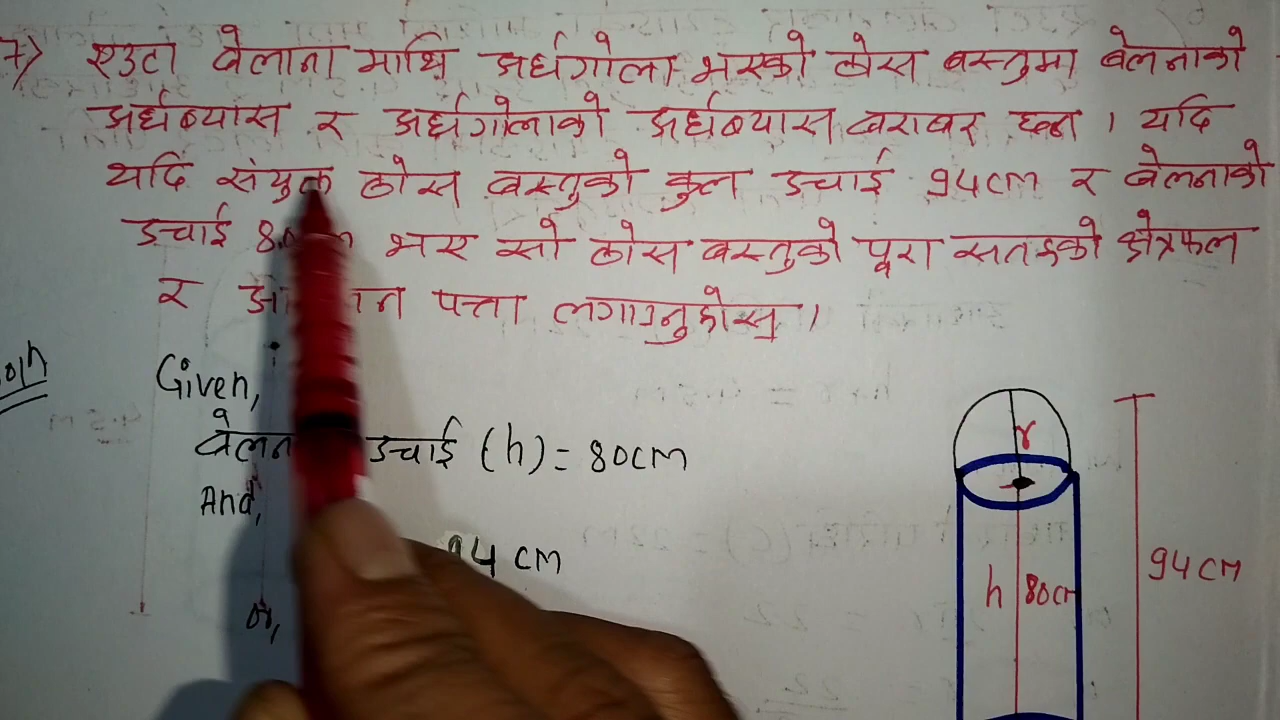 7) एउटा बेलाना माथि अर्धगोला भएको ठोस वस्तुमा बेलनाको
अर्धब्यास र अर्धगोलाको अर्धब्यास बराबर छन । यदि
यदि संयुक्त ठोस वस्तुको कुल उचाई 94cm र बेलनाको
उचाई भए सो ठोस वस्तुको पूरा सतहको क्षेत्रफल
र पत्ता लगाउनुहोस् ।
Given,
उचाई (h) = 80cm
And,
94 cm
or,
r
h 80cm
94cm